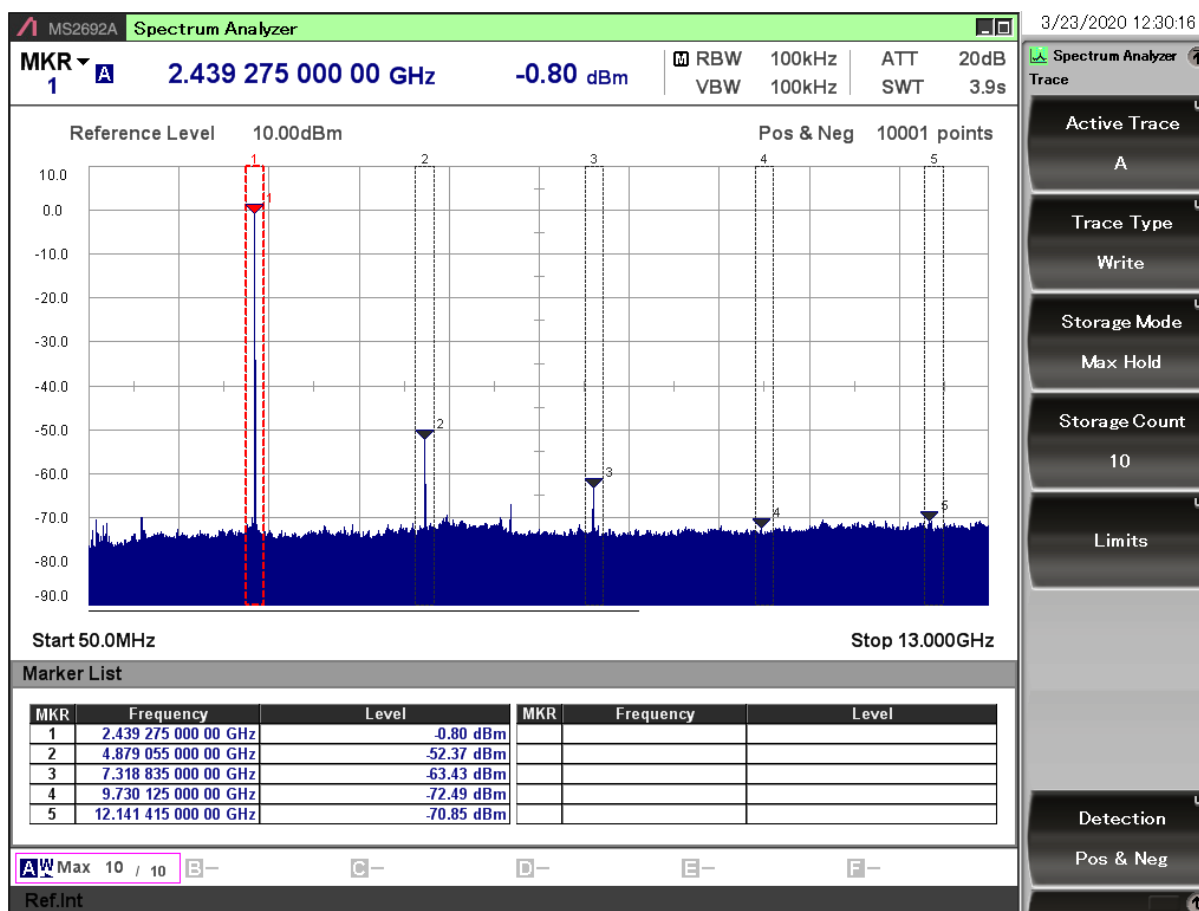 MS2692A Spectrum Analyzer
3/23/2020 12:30:16
MKR 1 A 2.439 275 000 00 GHz -0.80 dBm
M RBW 100kHz ATT 20dB
VBW 100kHz SWT 3.9s
Reference Level 10.00dBm Pos & Neg 10001 points
1 2 3 4 5
10.0
0.0
-10.0
-20.0
-30.0
-40.0
-50.0
-60.0
-70.0
-80.0
-90.0
1
2
3
4
5
Start 50.0MHz Stop 13.000GHz
Marker List
MKR Frequency Level MKR Frequency Level
1 2.439 275 000 00 GHz -0.80 dBm
2 4.879 055 000 00 GHz -52.37 dBm
3 7.318 835 000 00 GHz -63.43 dBm
4 9.730 125 000 00 GHz -72.49 dBm
5 12.141 415 000 00 GHz -70.85 dBm
A W Max 10 / 10 B- C- D- E- F-
Ref.Int
Spectrum Analyzer
Trace
Active Trace
A
Trace Type
Write
Storage Mode
Max Hold
Storage Count
10
Limits
Detection
Pos & Neg